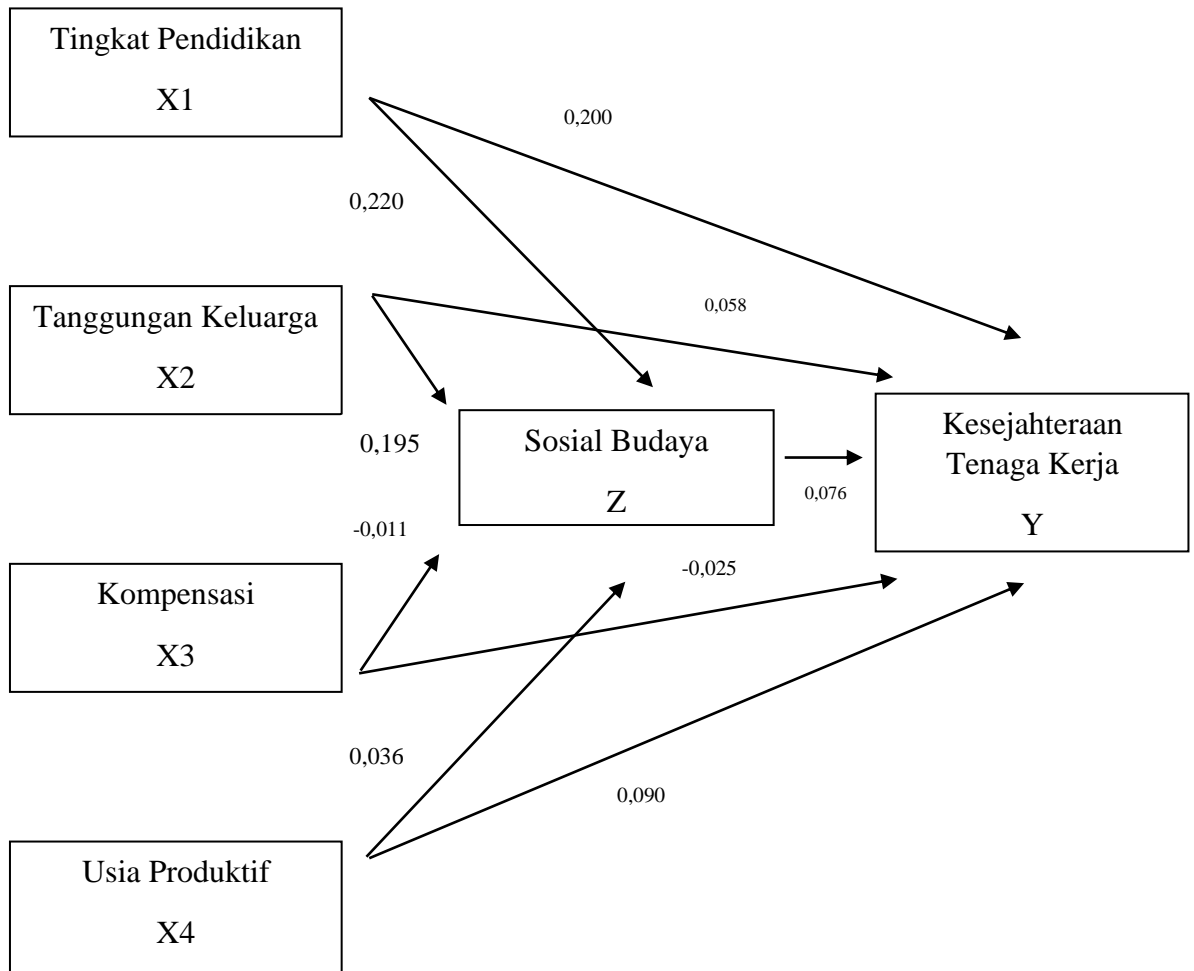 Tingkat Pendidikan
X1
0,200
0,220
Tanggungan Keluarga
X2
0,058
0,195
Sosial Budaya
Z
0,076
Kesejahteraan
Tenaga Kerja
Y
-0,011
-0,025
Kompensasi
X3
0,036
0,090
Usia Produktif
X4